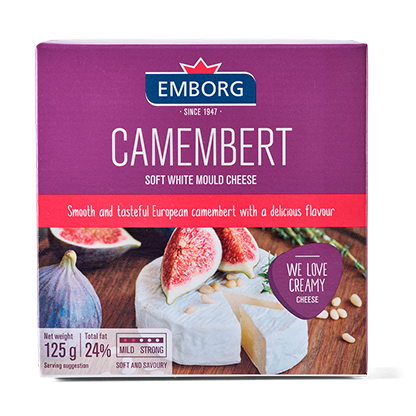 EMBORG
· SINCE 1947 ·
CAMEMBERT
SOFT WHITE MOULD CHEESE
Smooth and tasteful European camembert with a delicious flavour
WE LOVE
CREAMY
CHEESE
Net weight
125 g
Total fat
24%
MILD STRONG
Serving suggestion
SOFT AND SAVOURY